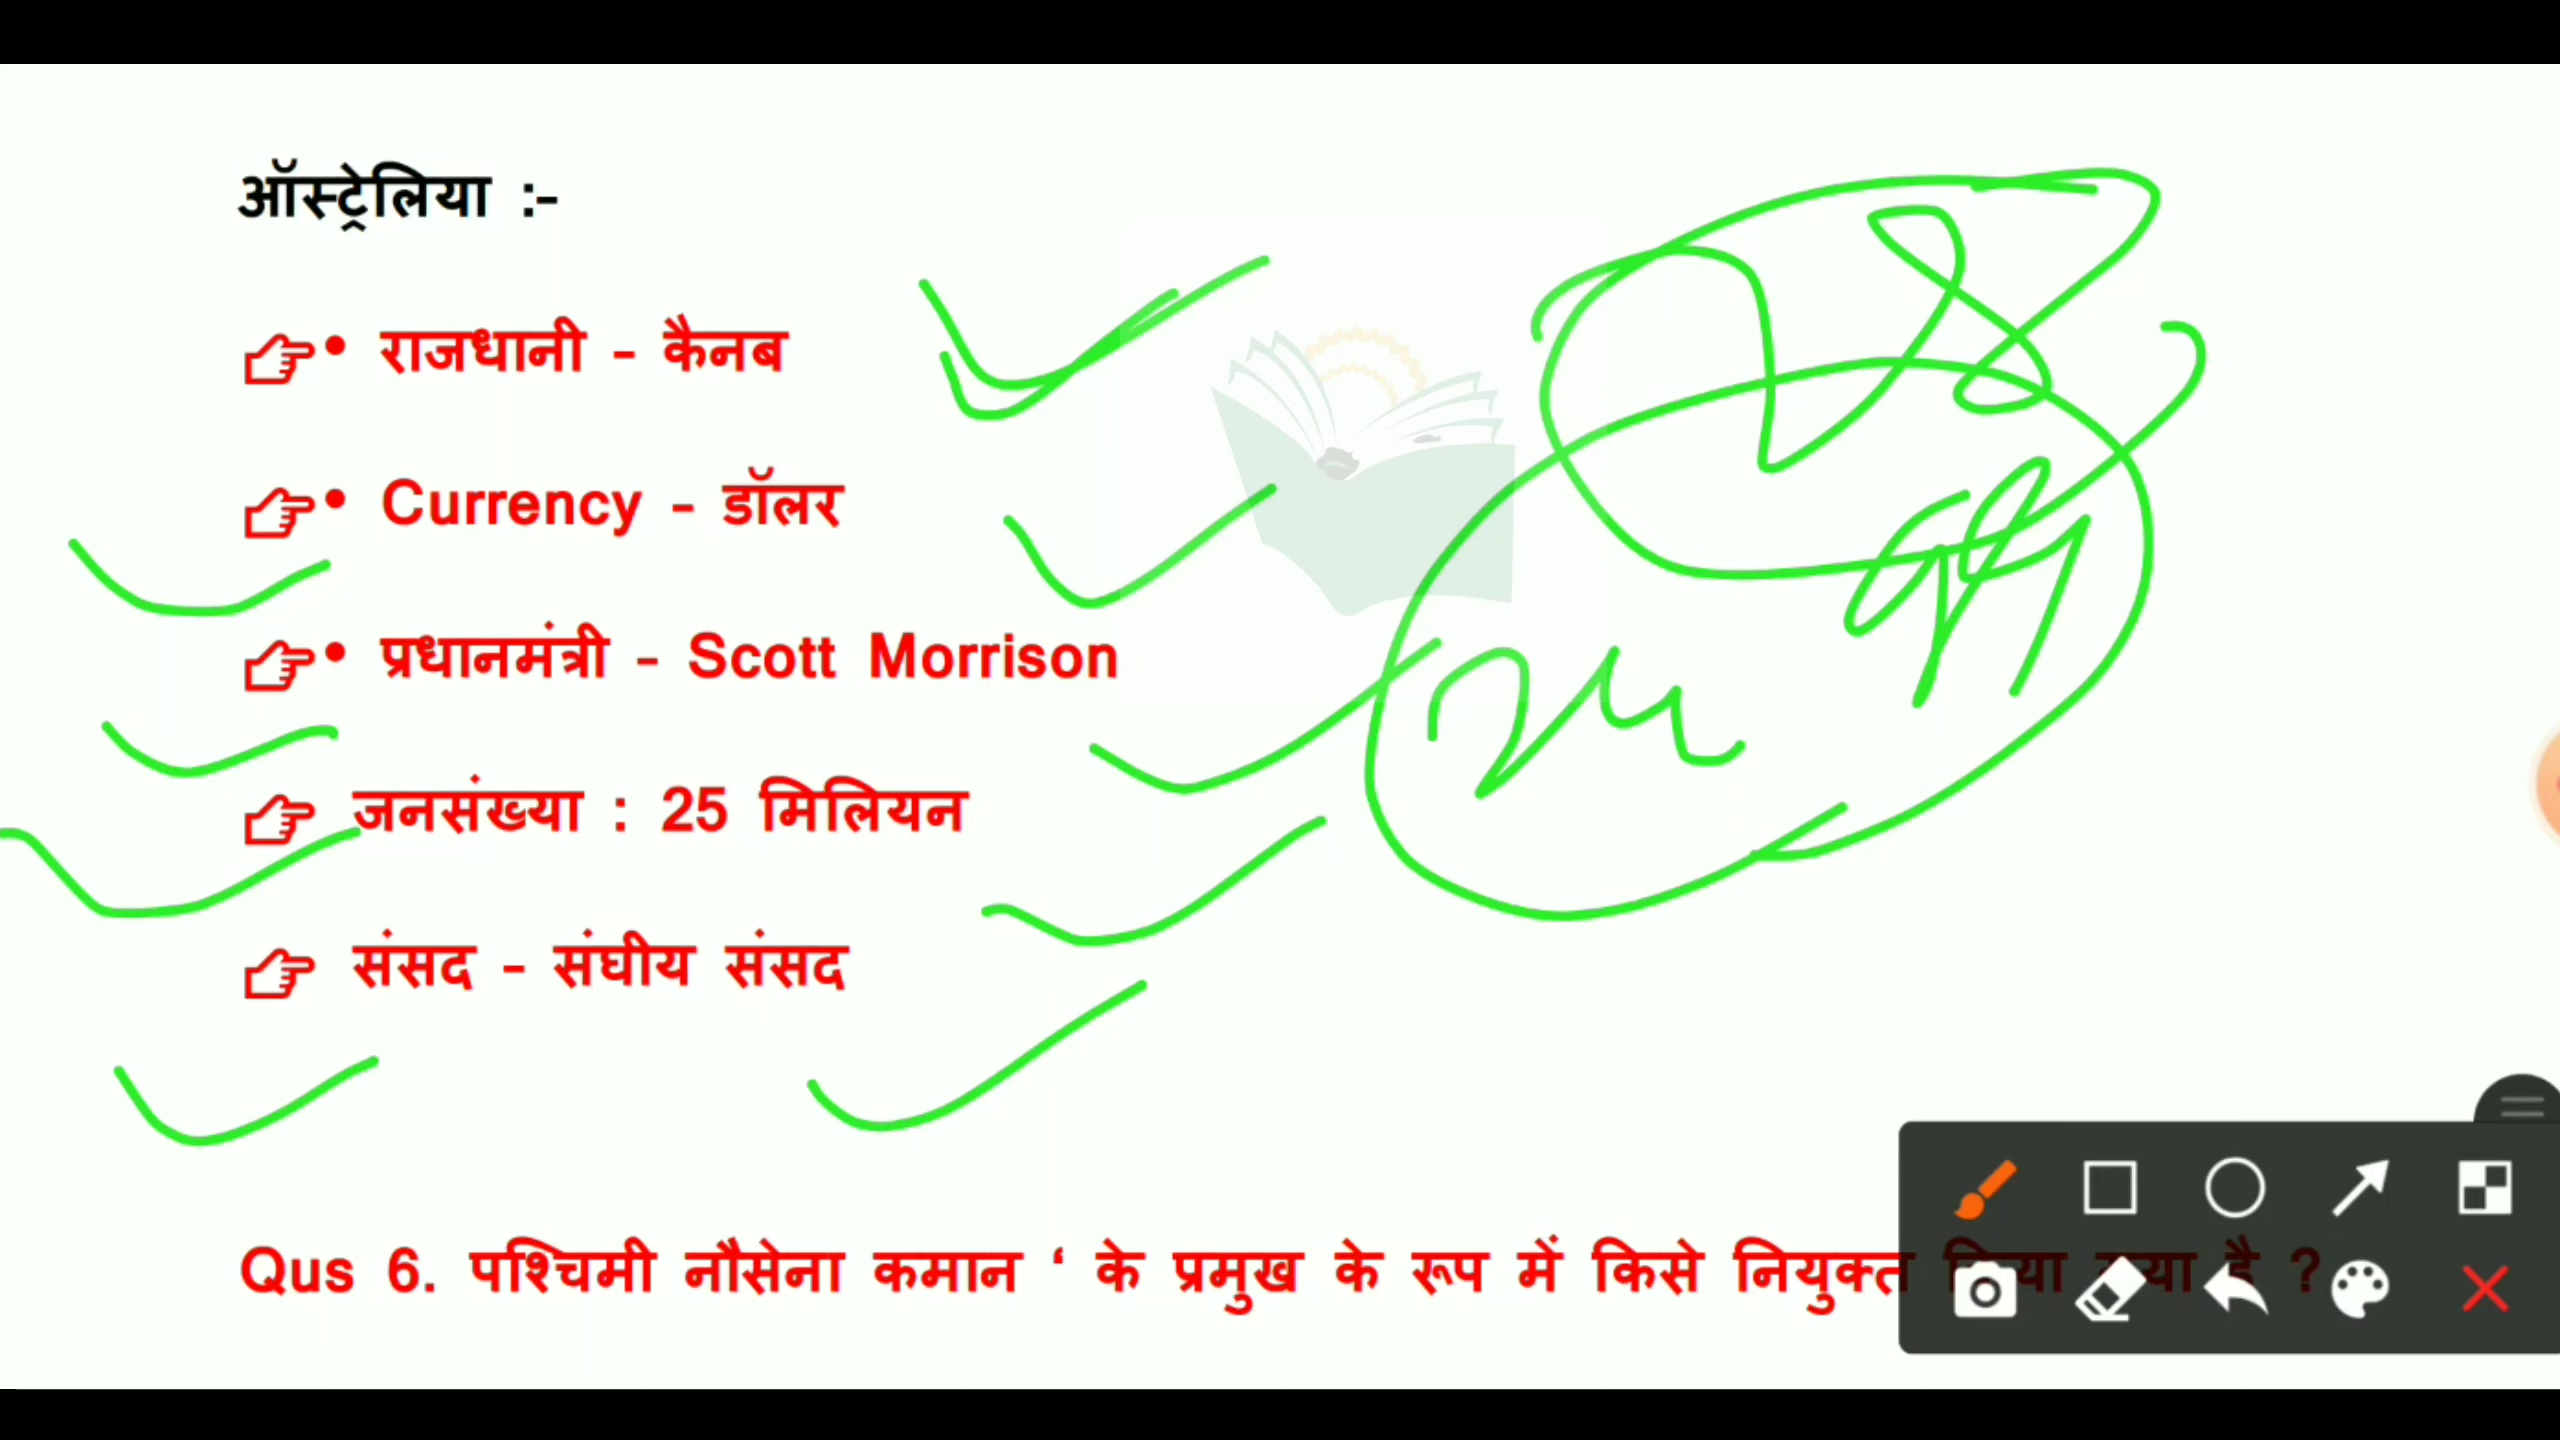 ऑस्ट्रेलिया :-
• राजधानी - कैनब
• Currency - डॉलर
• प्रधानमंत्री - Scott Morrison
जनसंख्या : 25 मिलियन
संसद - संघीय संसद
Qus 6. पश्चिमी नौसेना कमान ‘ के प्रमुख के रूप में किसे नियुक्त किया गया है ?